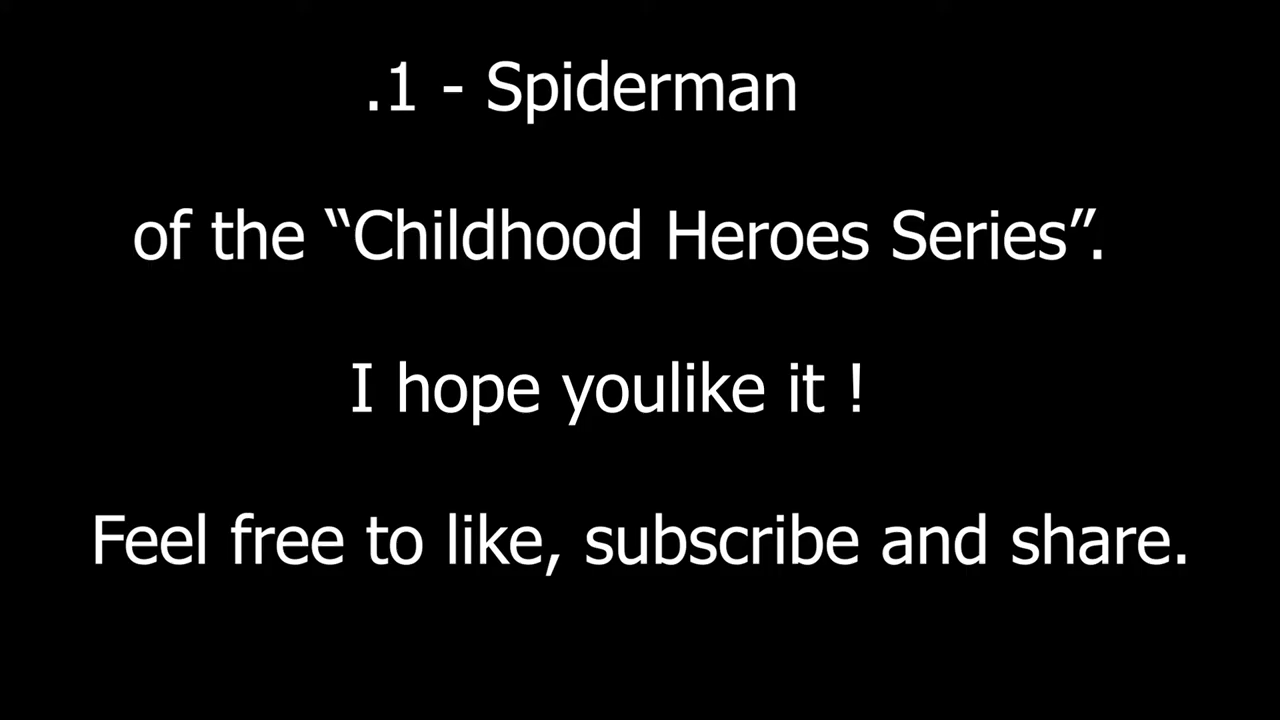 .1 - Spiderman
of the “Childhood Heroes Series”.
I hope youlike it !
Feel free to like, subscribe and share.